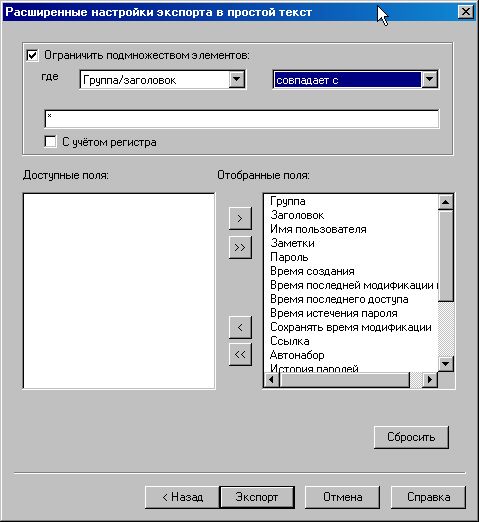 Расширенные настройки экспорта в простой текст
Ограничить подмножеством элементов:
где Группа/заголовок совпадает с
*
С учётом регистра
Доступные поля: Отобранные поля:
Группа
Заголовок
Имя пользователя
> Заметки
>> Пароль
Время создания
Время последней модификации
Время последнего доступа
Время истечения пароля
< Сохранять время модификации
Ссылка
<< Автонабор
История паролей
Сбросить
< Назад Экспорт Отмена Справка